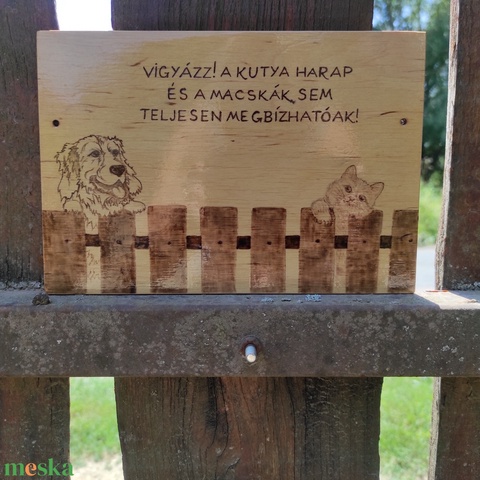 VIGYÁZZ! A KUTYA HARAP
ÉS A MACSKÁK SEM
TELJESEN MEGBÍZHATÓAK!
meska